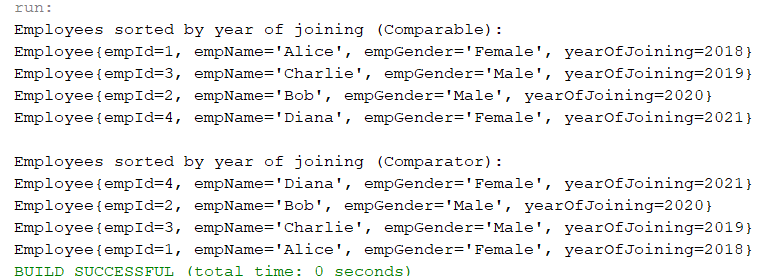 run:
Employees sorted by year of joining (Comparable):
Employee{empId=1, empName='Alice', empGender='Female', yearOfJoining=2018}
Employee{empId=3, empName='Charlie', empGender='Male', yearOfJoining=2019}
Employee{empId=2, empName='Bob', empGender='Male', yearOfJoining=2020}
Employee{empId=4, empName='Diana', empGender='Female', yearOfJoining=2021}
Employees sorted by year of joining (Comparator):
Employee{empId=4, empName='Diana', empGender='Female', yearOfJoining=2021}
Employee{empId=2, empName='Bob', empGender='Male', yearOfJoining=2020}
Employee{empId=3, empName='Charlie', empGender='Male', yearOfJoining=2019}
Employee{empId=1, empName='Alice', empGender='Female', yearOfJoining=2018}
BUILD SUCCESSFUL (total time: 0 seconds)